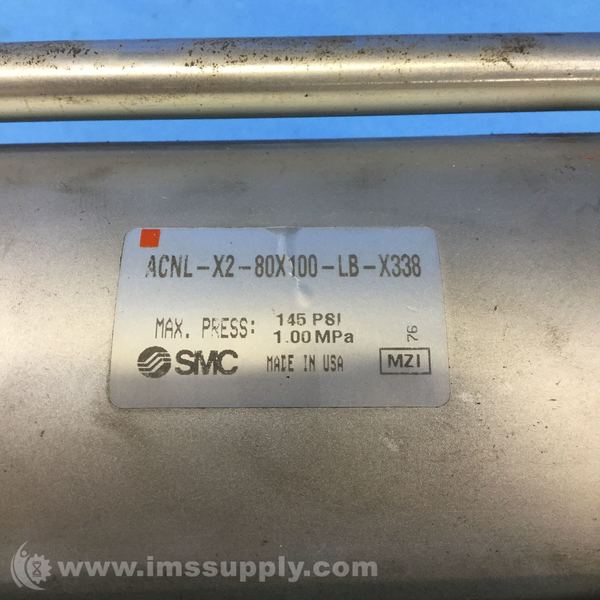 ACNL-X2-80X100-LB-X338
MAX. PRESS: 145 PSI
1.00 MPa
76
SMC MADE IN USA MZI
www.imssupply.com